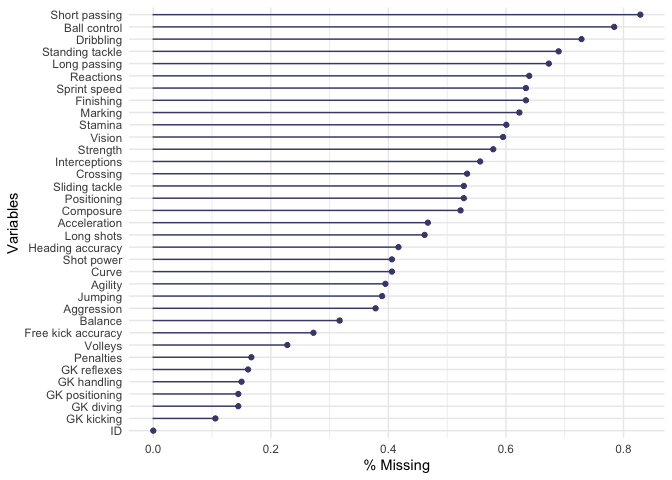 Short passing
Ball control
Dribbling
Standing tackle
Long passing
Reactions
Sprint speed
Finishing
Marking
Stamina
Vision
Strength
Interceptions
Crossing
Sliding tackle
Positioning
Composure
Acceleration
Long shots
Heading accuracy
Shot power
Curve
Agility
Jumping
Aggression
Balance
Free kick accuracy
Volleys
Penalties
GK reflexes
GK handling
GK positioning
GK diving
GK kicking
ID
Variables
0.0 0.2 0.4 0.6 0.8
% Missing